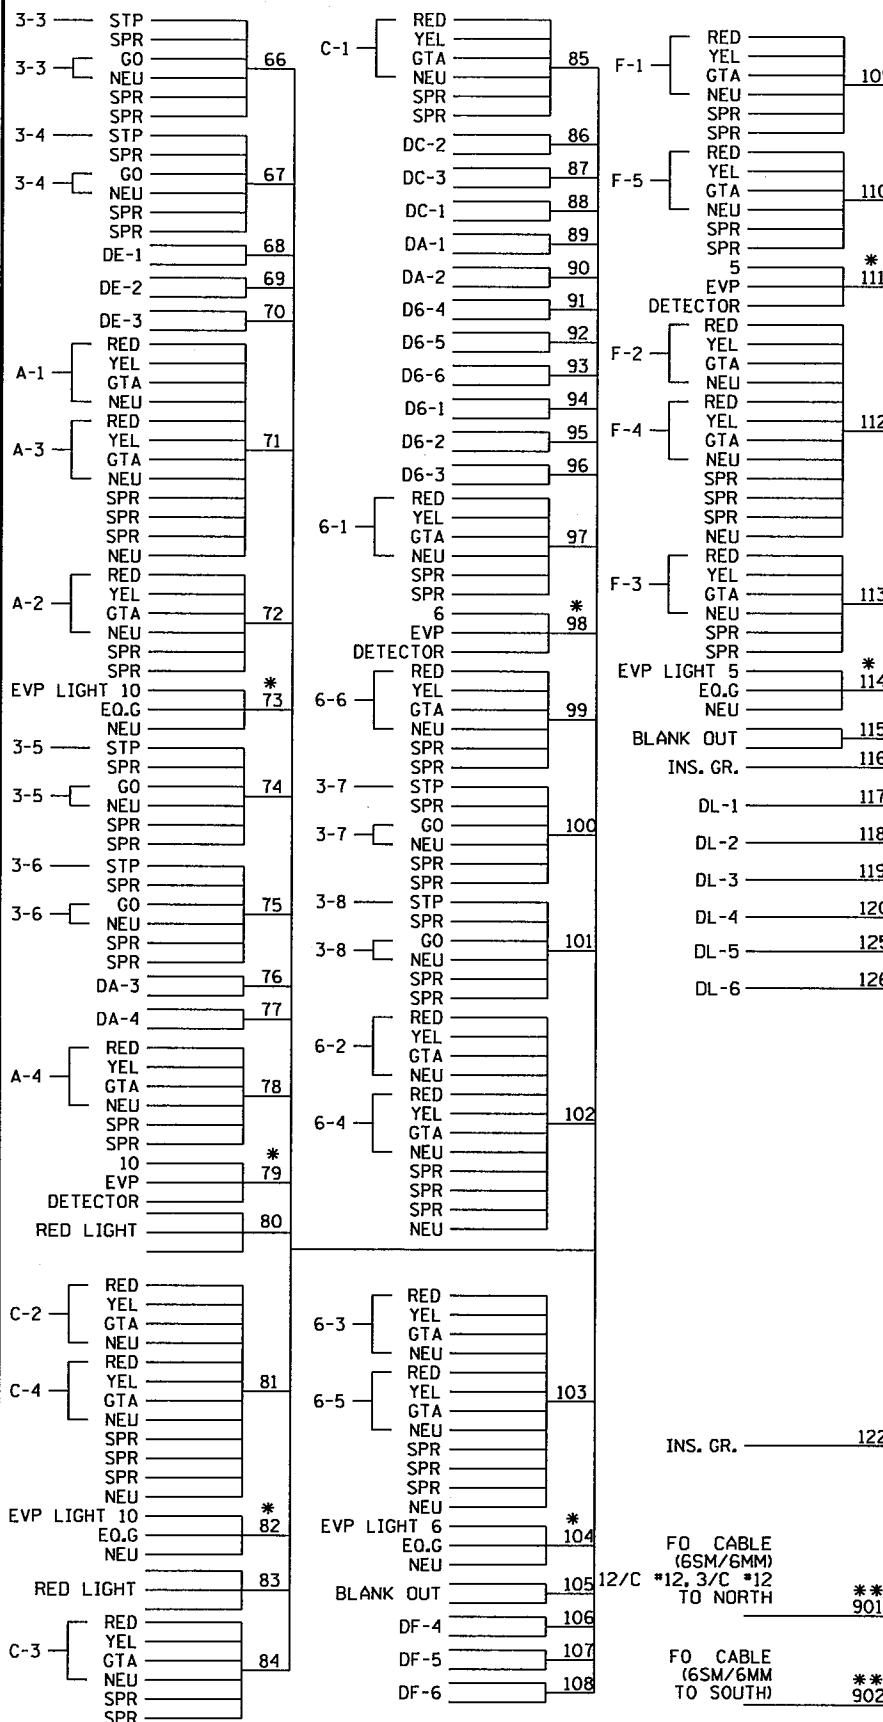 3-3 STP
SPR
3-3 GO 66
NEU
SPR
SPR
3-4 STP
SPR
3-4 GO 67
NEU
SPR
SPR
DE-1 68
DE-2 69
DE-3 70
A-1 RED
YEL
GTA
NEU
A-3 RED
YEL 71
GTA
NEU
SPR
SPR
SPR
NEU
A-2 RED
YEL
GTA 72
NEU
SPR
SPR
EVP LIGHT 10 *
EQ.G 73
NEU
3-5 STP
SPR
3-5 GO 74
NEU
SPR
SPR
3-6 STP
SPR
3-6 GO 75
NEU
SPR
SPR
DA-3 76
DA-4 77
A-4 RED
YEL
GTA 78
NEU
SPR
SPR
10 *
EVP 79
DETECTOR
RED LIGHT 80
C-2 RED
YEL
GTA
NEU
C-4 RED
YEL 81
GTA
NEU
SPR
SPR
SPR
NEU
EVP LIGHT 10 *
EQ.G 82
NEU
RED LIGHT 83
C-3 RED
YEL
GTA 84
NEU
SPR
SPR
C-1 RED
YEL
GTA 85
NEU
SPR
SPR
DC-2 86
DC-3 87
DC-1 88
DA-1 89
DA-2 90
D6-4 91
D6-5 92
D6-6 93
D6-1 94
D6-2 95
D6-3 96
6-1 RED
YEL
GTA 97
NEU
SPR
SPR
6 *
EVP 98
DETECTOR
6-6 RED
YEL
GTA 99
NEU
SPR
SPR
3-7 STP
SPR
3-7 GO 100
NEU
SPR
SPR
3-8 STP
SPR
3-8 GO 101
NEU
SPR
SPR
6-2 RED
YEL
GTA
NEU
6-4 RED
YEL 102
GTA
NEU
SPR
SPR
SPR
NEU
6-3 RED
YEL
GTA
NEU
6-5 RED
YEL 103
GTA
NEU
SPR
SPR
SPR
NEU
EVP LIGHT 6 *
EQ.G 104
NEU
BLANK OUT 105
12/C #12, 3/C #12
DF-4 106
DF-5 107
DF-6 108
F-1 RED
YEL
GTA 109
NEU
SPR
SPR
F-5 RED
YEL
GTA 110
NEU
SPR
SPR
5 *
EVP 111
DETECTOR
F-2 RED
YEL
GTA
NEU
F-4 RED
YEL 112
GTA
NEU
SPR
SPR
SPR
NEU
F-3 RED
YEL
GTA 113
NEU
SPR
SPR
EVP LIGHT 5 *
EQ.G 114
NEU
BLANK OUT 115
INS. GR. 116
DL-1 117
DL-2 118
DL-3 119
DL-4 120
DL-5 125
DL-6 126
INS. GR. 122
FO CABLE
(6SM/6MM)
TO NORTH **
901
FO CABLE
(6SM/6MM
TO SOUTH) **
902